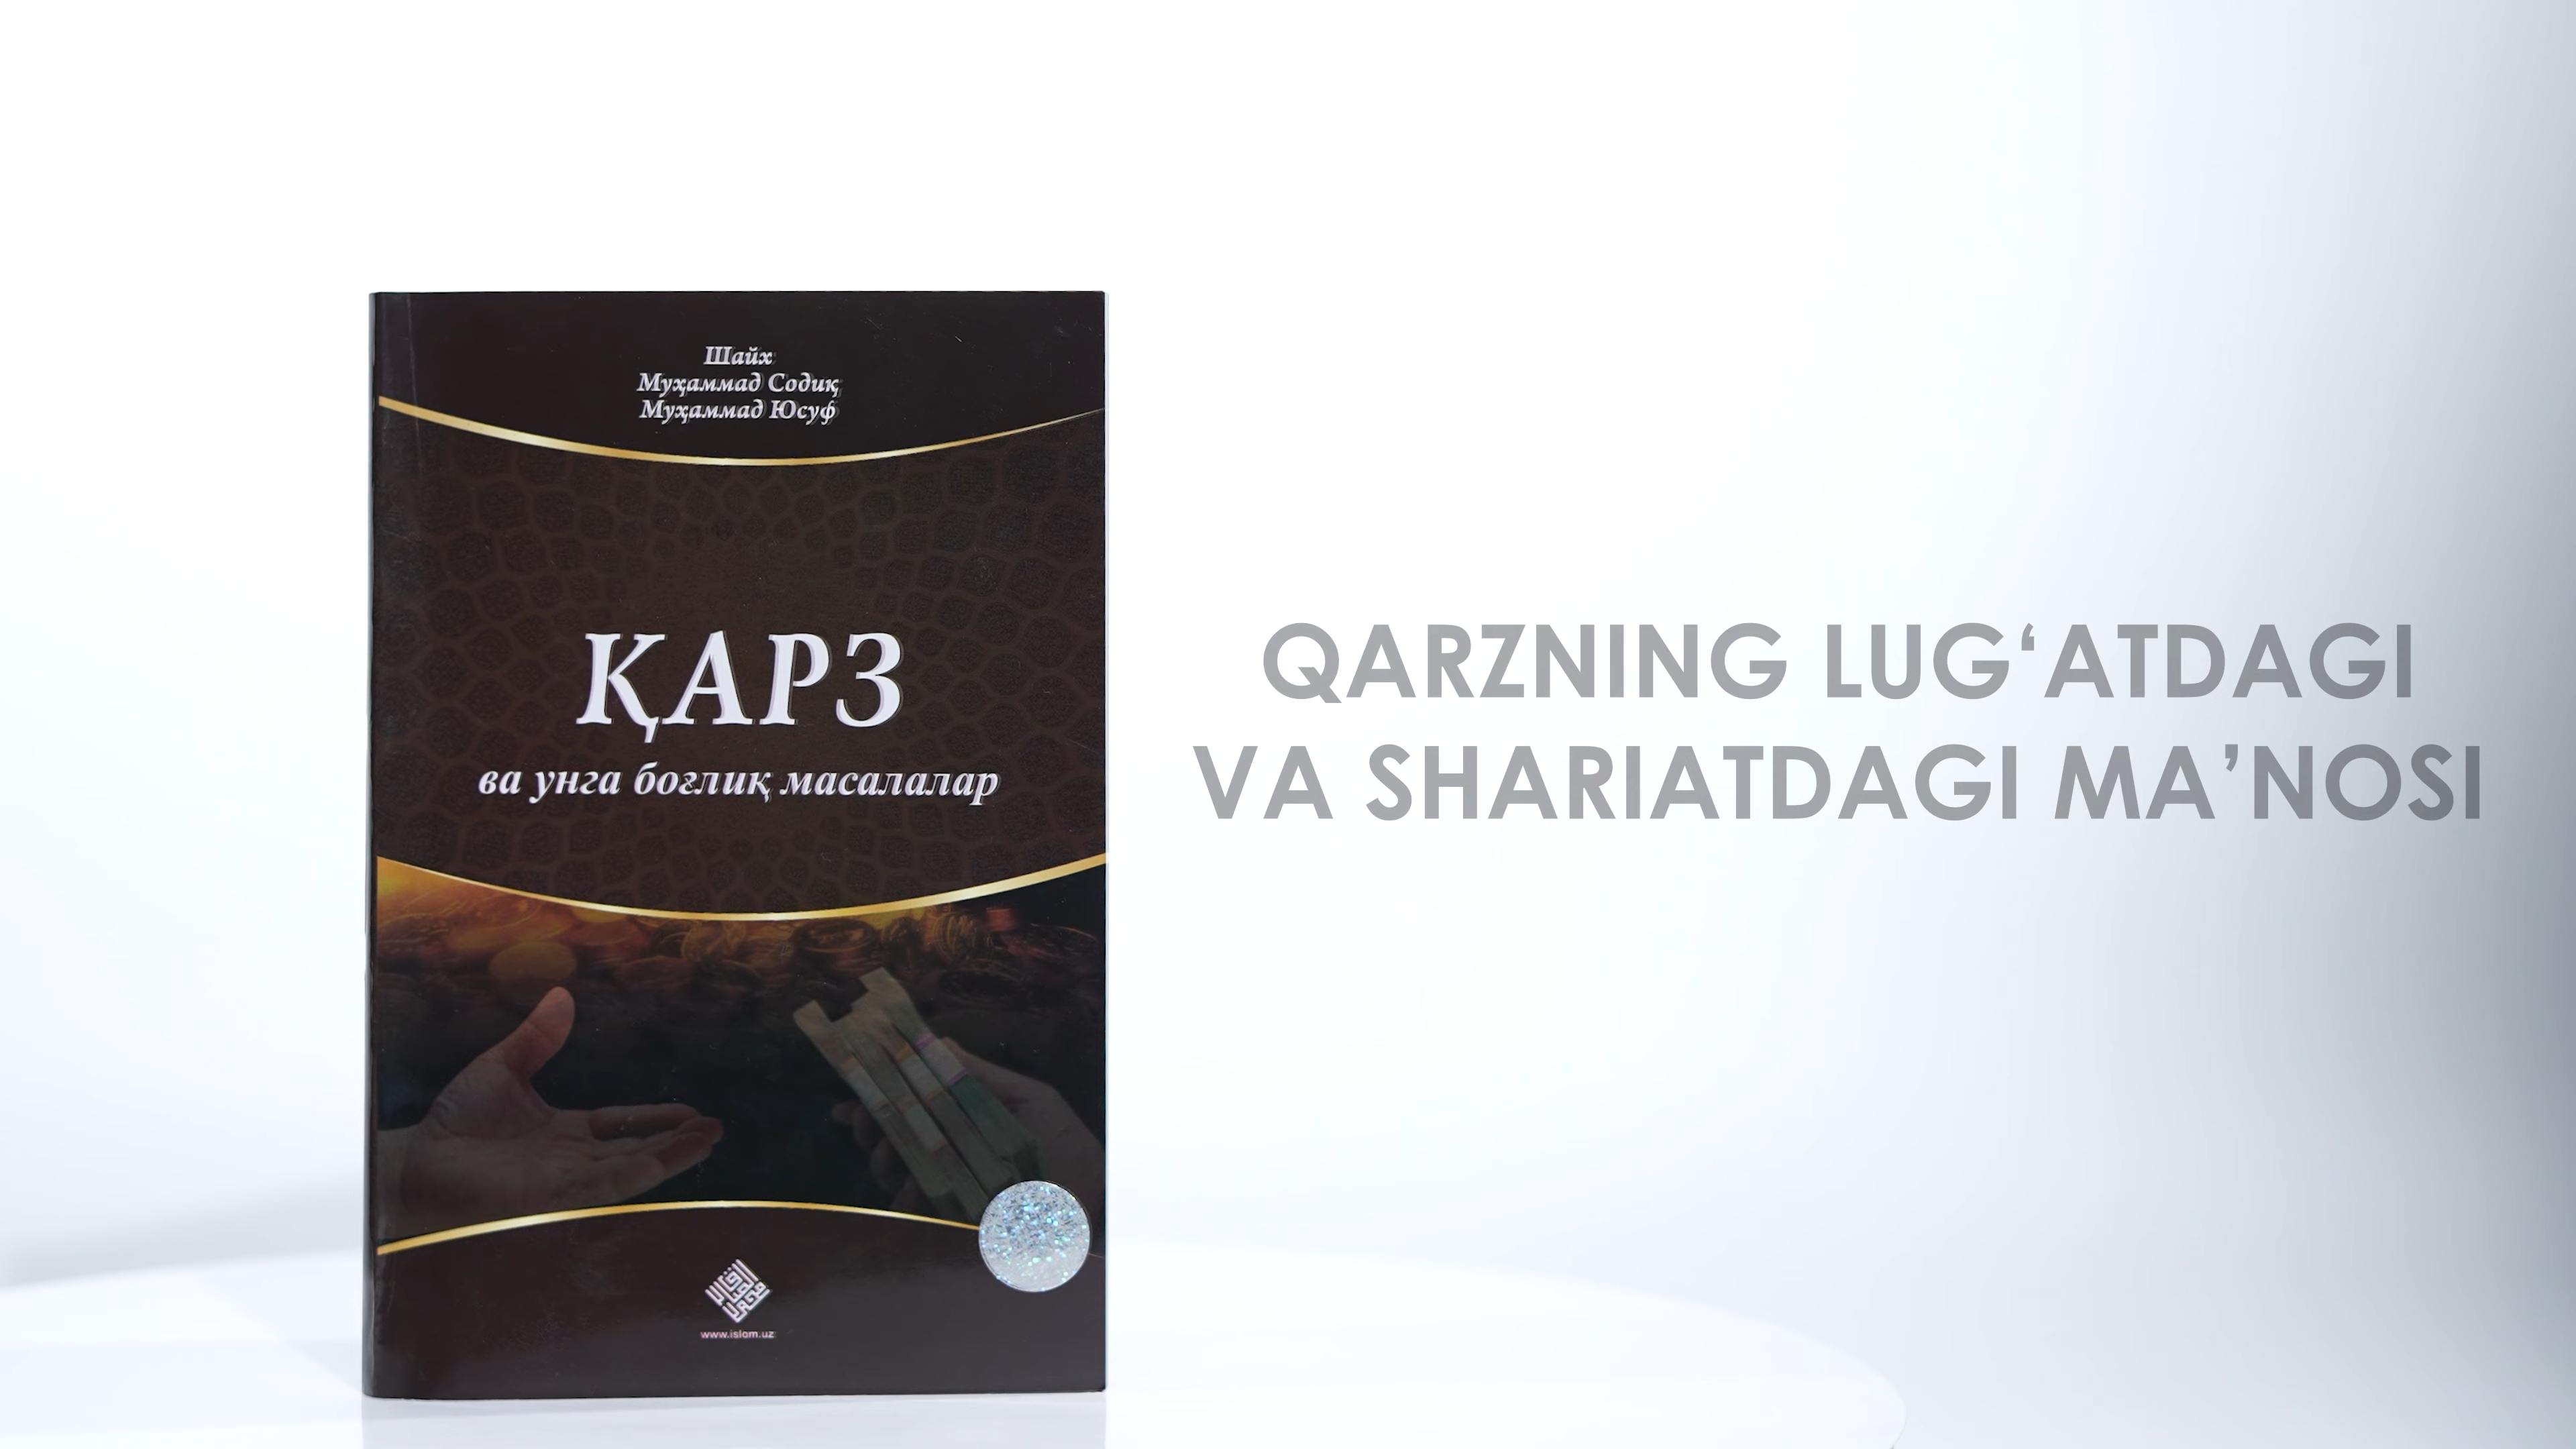 Шайх
Муҳаммад Содиқ
Муҳаммад Юсуф
ҚАРЗ
ва унга боғлиқ масалалар
www.islom.uz
QARZNING LUG‘ATDAGI
VA SHARIATDAGI MA’NOSI